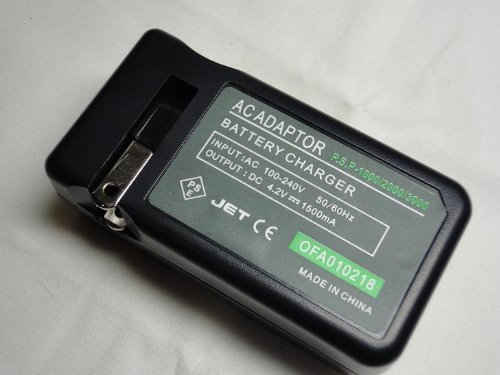 AC ADAPTOR
BATTERY CHARGER P.S.P-1000/2000/3000
INPUT:AC 100-240V 50/60Hz
OUTPUT:DC 4.2V⎓1500mA
PSE JET CE
OFA010218
MADE IN CHINA